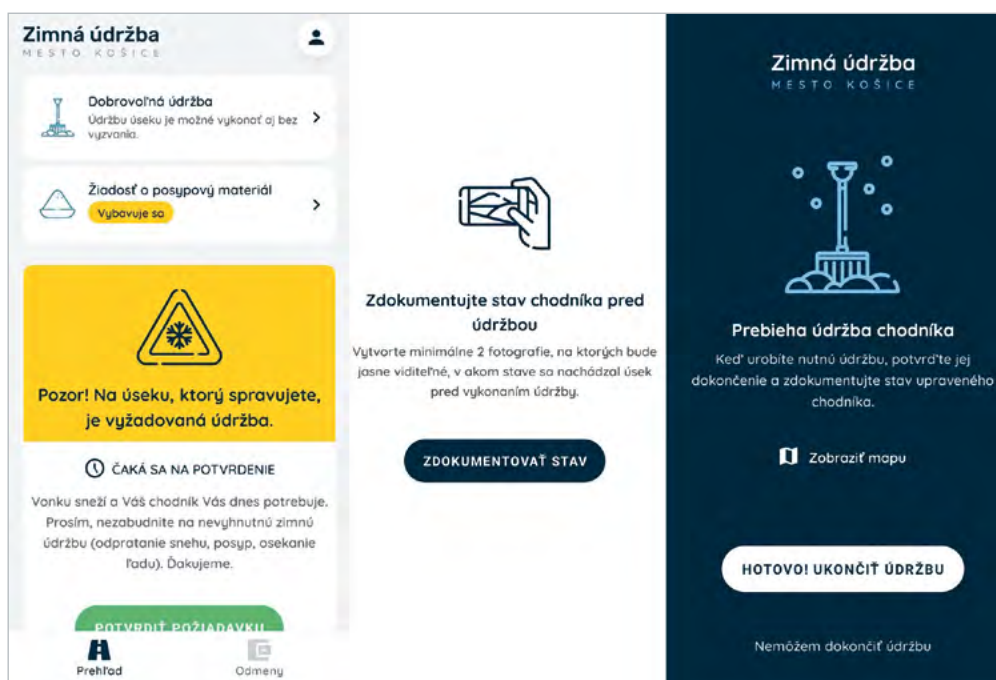 Zimná údržba
MESTO KOŠICE
Dobrovoľná údržba
Údržbu úseku je možné vykonať aj bez
vyzvania.
Žiadosť o posypový materiál
Vybavuje sa
Pozor! Na úseku, ktorý spravujete,
je vyžadovaná údržba.
ČAKÁ SA NA POTVRDENIE
Vonku sneží a Váš chodník Vás dnes potrebuje.
Prosím, nezabudnite na nevyhnutnú zimnú
údržbu (odpratanie snehu, posyp, osekanie
ľadu). Ďakujeme.
POTVRDIŤ POŽIADAVKU
Prehľad
Odmeny
Zdokumentujte stav chodníka pred
údržbou
Vytvorte minimálne 2 fotografie, na ktorých bude
jasne viditeľné, v akom stave sa nachádzal úsek
pred vykonaním údržby.
ZDOKUMENTOVAŤ STAV
Zimná údržba
MESTO KOŠICE
Prebieha údržba chodníka
Keď urobíte nutnú údržbu, potvrďte jej
dokončenie a zdokumentujte stav upraveného
chodníka.
Zobraziť mapu
HOTOVO! UKONČIŤ ÚDRŽBU
Nemôžem dokončiť údržbu